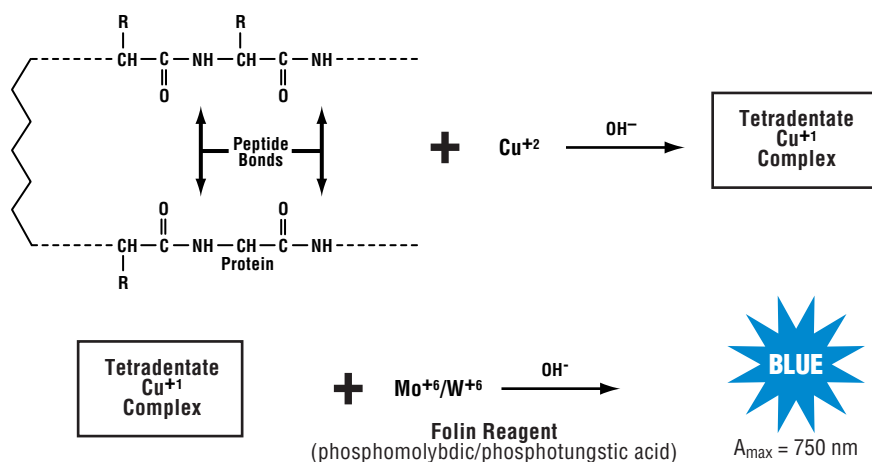 R R
CH — C — NH — CH — C — NH
O O
Peptide
Bonds
+ Cu+2 OH–
Tetradentate
Cu+1
Complex
O O
CH — C — NH — CH — C — NH
R Protein
Tetradentate
Cu+1
Complex
+ Mo+6/W+6 OH-
Folin Reagent
(phosphomolybdic/phosphotungstic acid)
BLUE
Amax = 750 nm